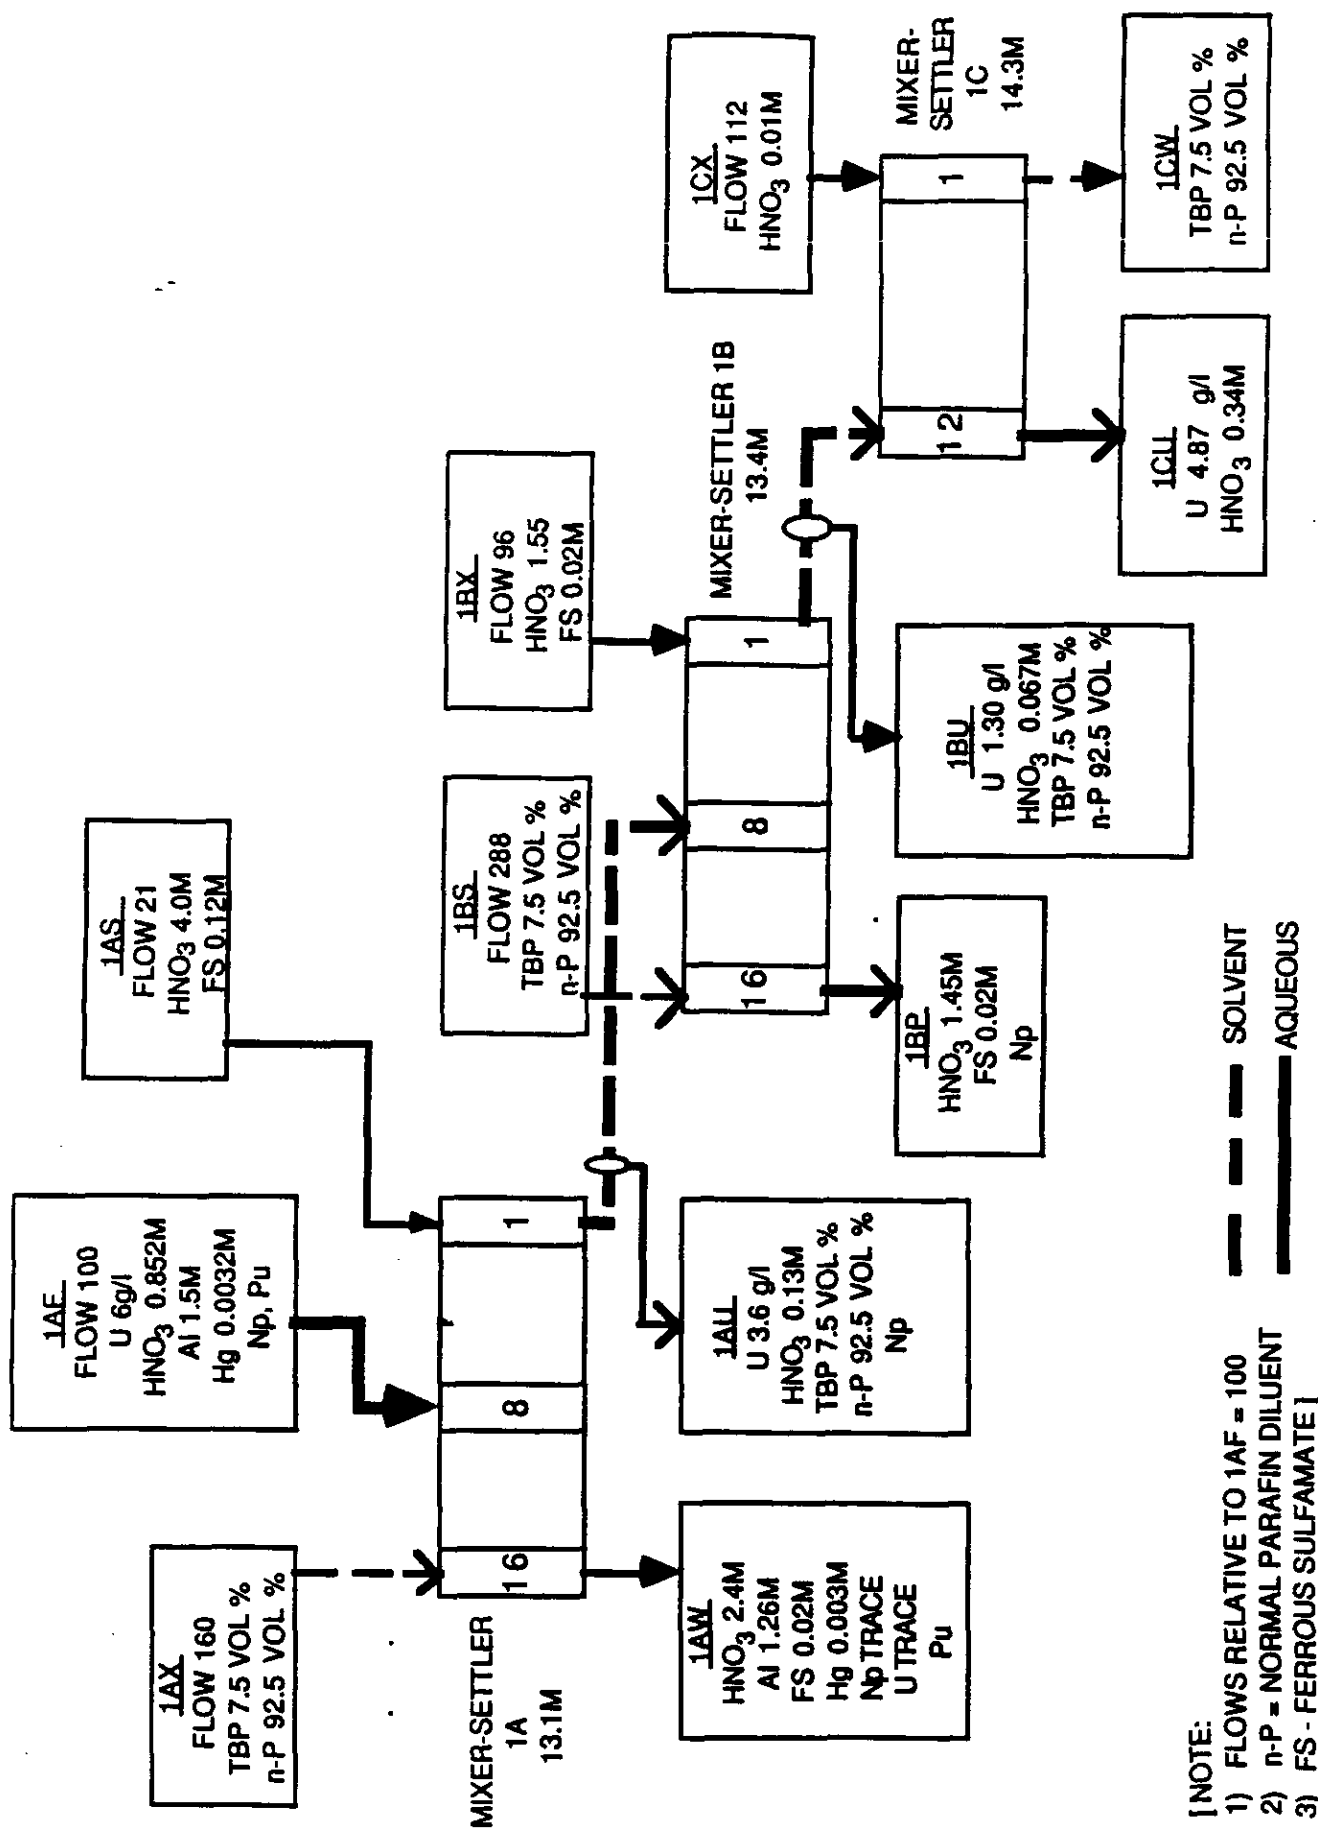 1AX
FLOW 160
TBP 7.5 VOL %
n-P 92.5 VOL %
1AF
FLOW 100
U 6g/l
HNO3 0.852M
Al 1.5M
Hg 0.0032M
Np, Pu
1AS
FLOW 21
HNO3 4.0M
FS 0.12M
MIXER-SETTLER
1A
13.1M
16
8
1
1AW
HNO3 2.4M
Al 1.26M
FS 0.02M
Hg 0.003M
Np TRACE
U TRACE
Pu
1AU
U 3.6 g/l
HNO3 0.13M
TBP 7.5 VOL %
n-P 92.5 VOL %
Np
1BS
FLOW 288
TBP 7.5 VOL %
n-P 92.5 VOL %
1BX
FLOW 96
HNO3 1.55
FS 0.02M
MIXER-SETTLER 1B
13.4M
16
8
1
1BP
HNO3 1.45M
FS 0.02M
Np
1BU
U 1.30 g/l
HNO3 0.067M
TBP 7.5 VOL %
n-P 92.5 VOL %
1CX
FLOW 112
HNO3 0.01M
MIXER-
SETTLER
1C
14.3M
12
1
1CU
U 4.87 g/l
HNO3 0.34M
1CW
TBP 7.5 VOL %
n-P 92.5 VOL %
[NOTE:
1) FLOWS RELATIVE TO 1AF = 100
2) n-P = NORMAL PARAFIN DILUENT
3) FS - FERROUS SULFAMATE ]
SOLVENT
AQUEOUS